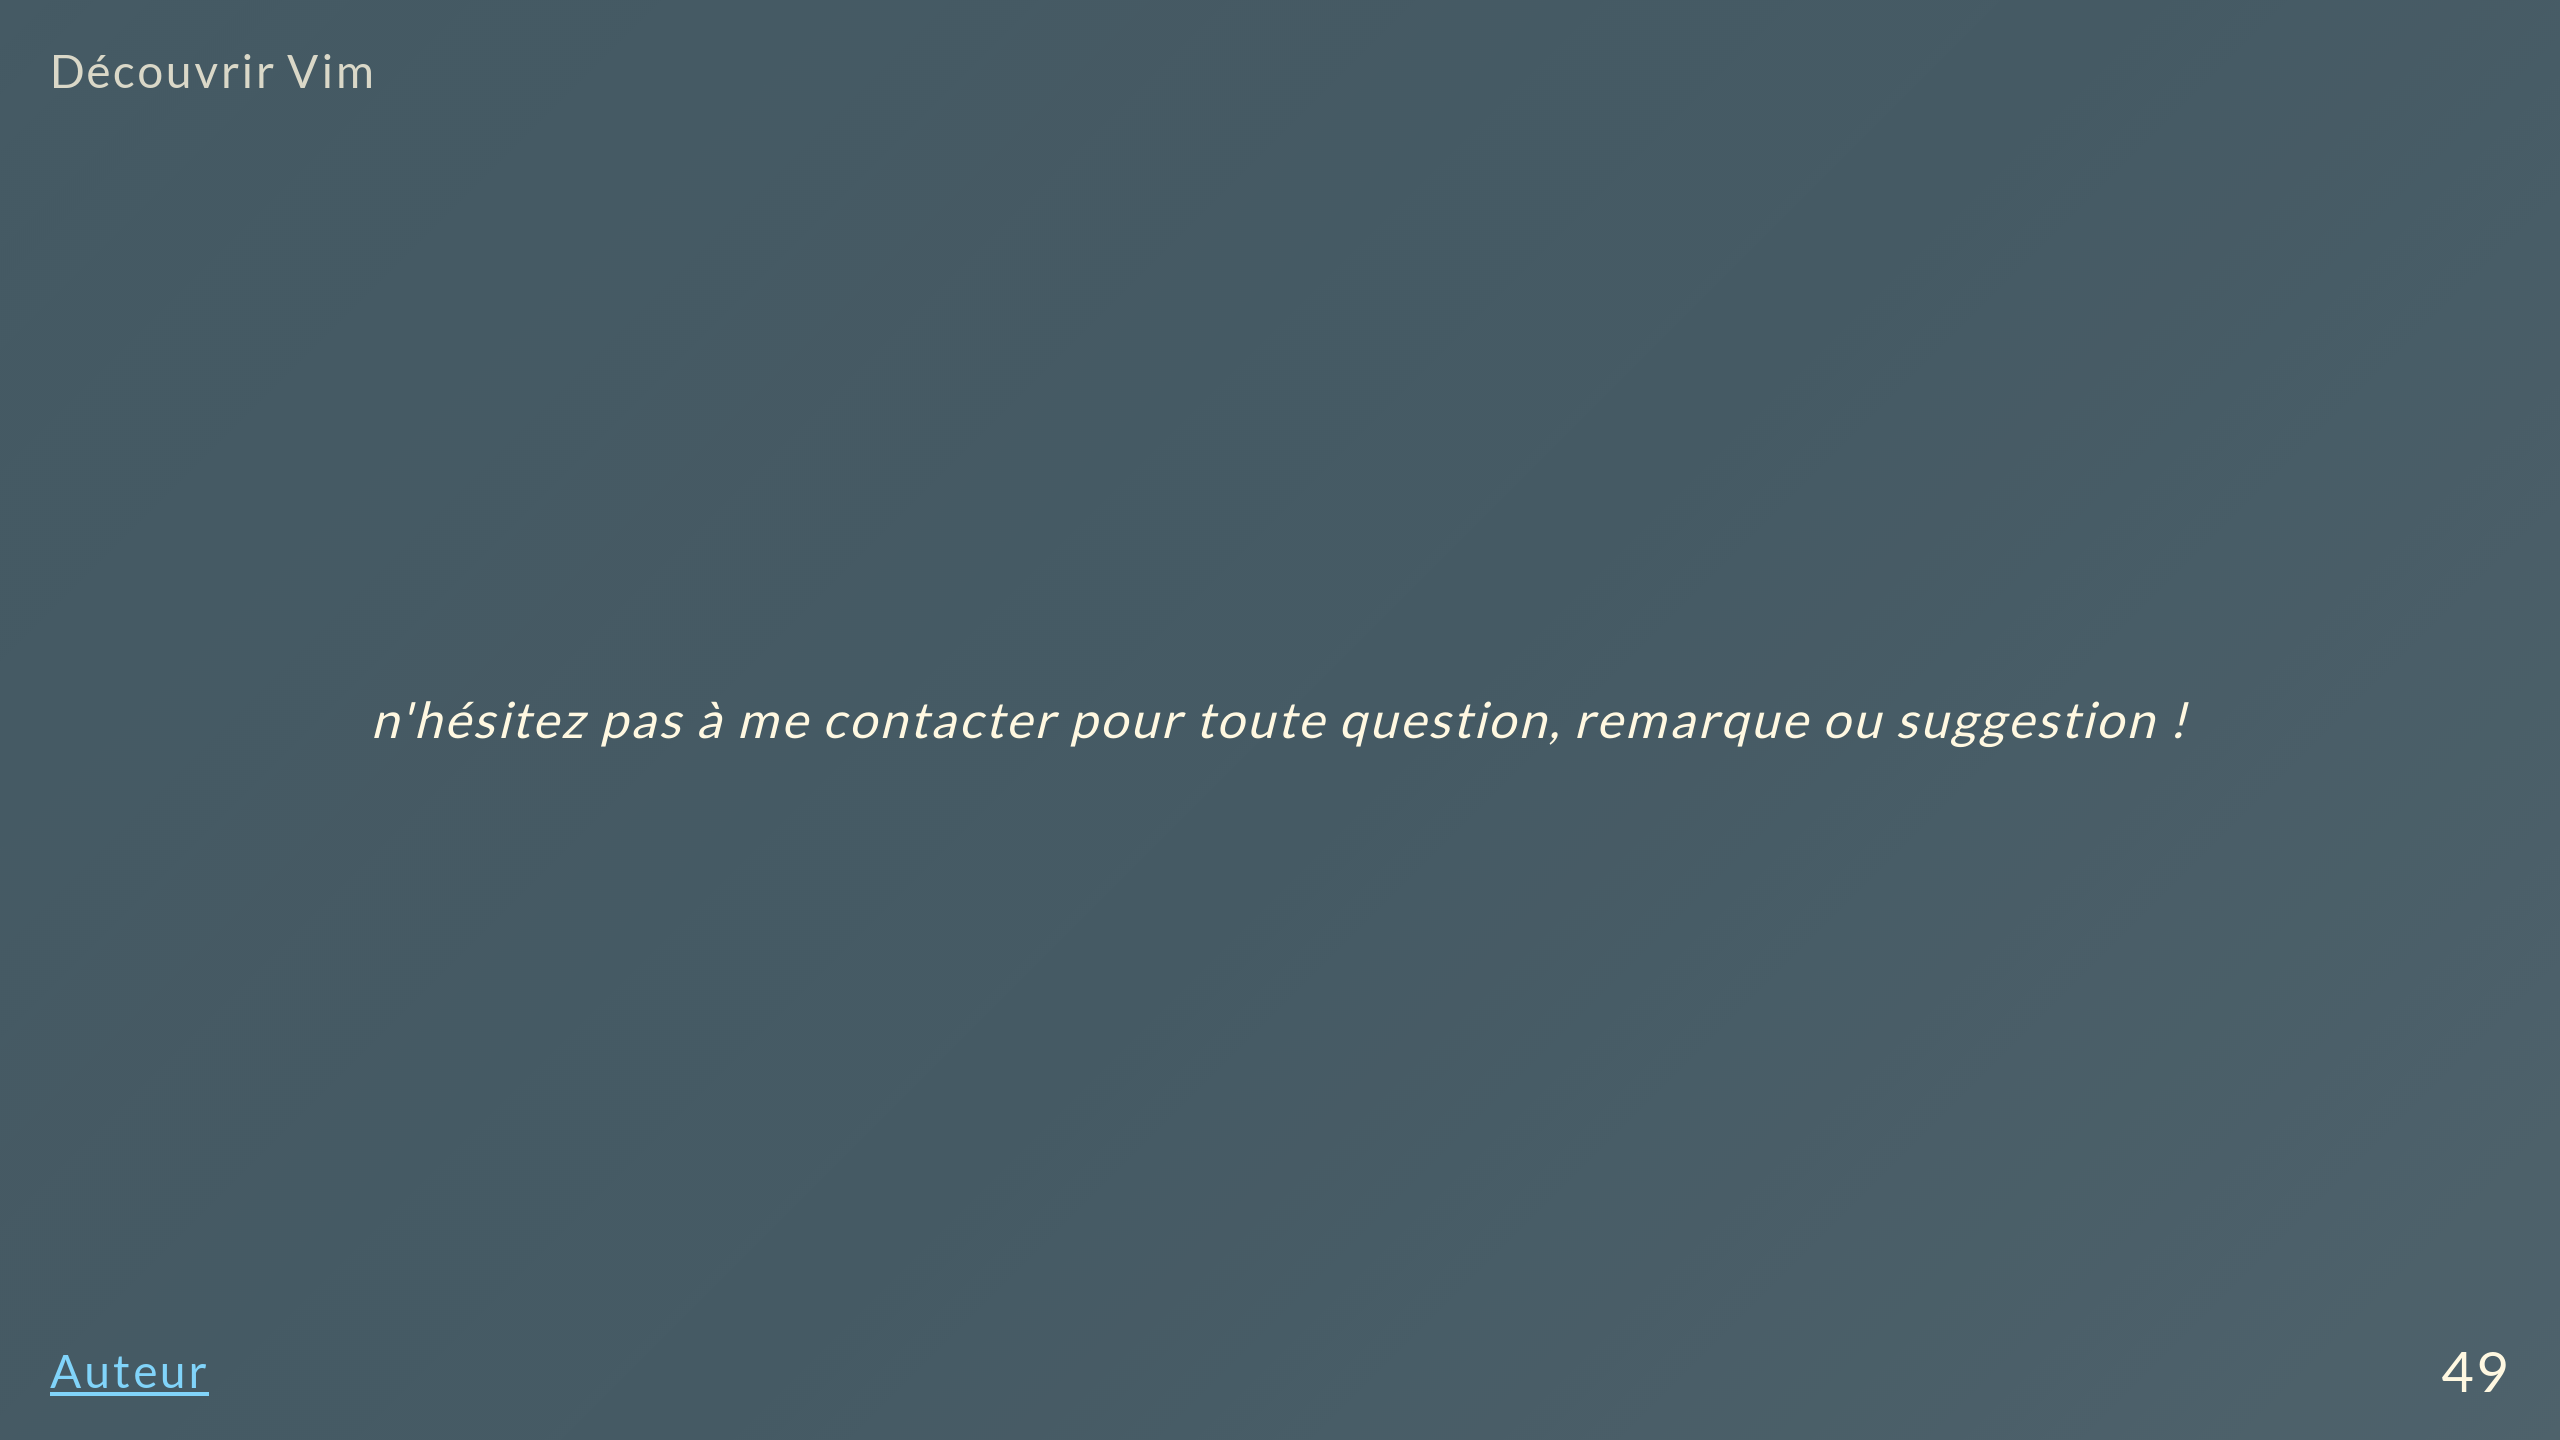 Découvrir Vim
n'hésitez pas à me contacter pour toute question, remarque ou suggestion !
Auteur
49